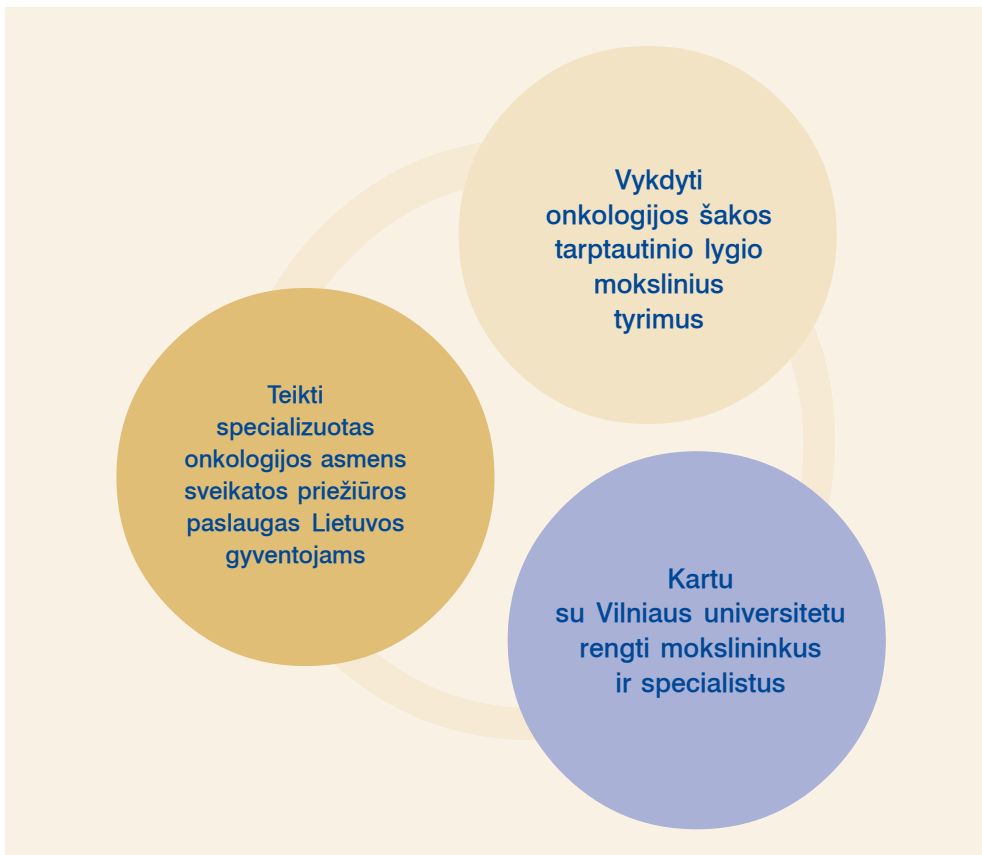 Vykdyti
onkologijos šakos
tarptautinio lygio
mokslinius
tyrimus
Teikti
specializuotas
onkologijos asmens
sveikatos priežiūros
paslaugas Lietuvos
gyventojams
Kartu
su Vilniaus universitetu
rengti mokslininkus
ir specialistus